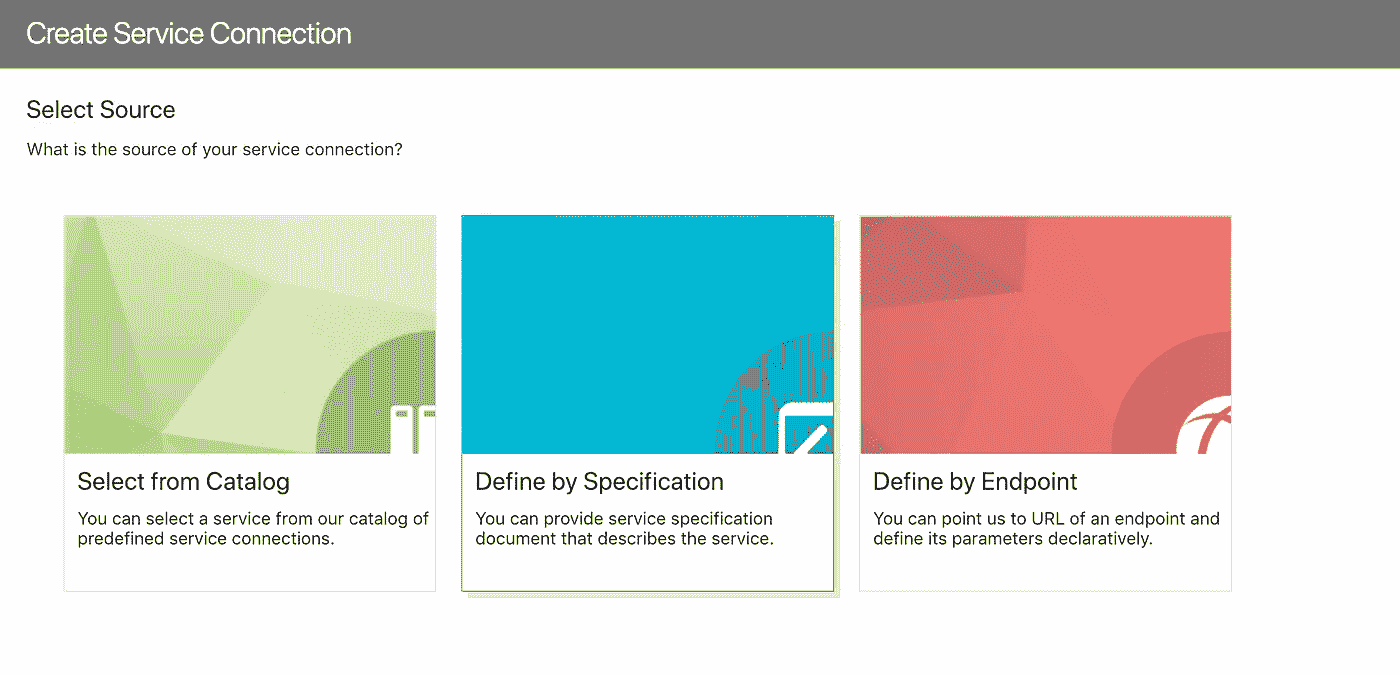 Create Service Connection
Select Source
What is the source of your service connection?
Select from Catalog
You can select a service from our catalog of
predefined service connections.
Define by Specification
You can provide service specification
document that describes the service.
Define by Endpoint
You can point us to URL of an endpoint and
define its parameters declaratively.